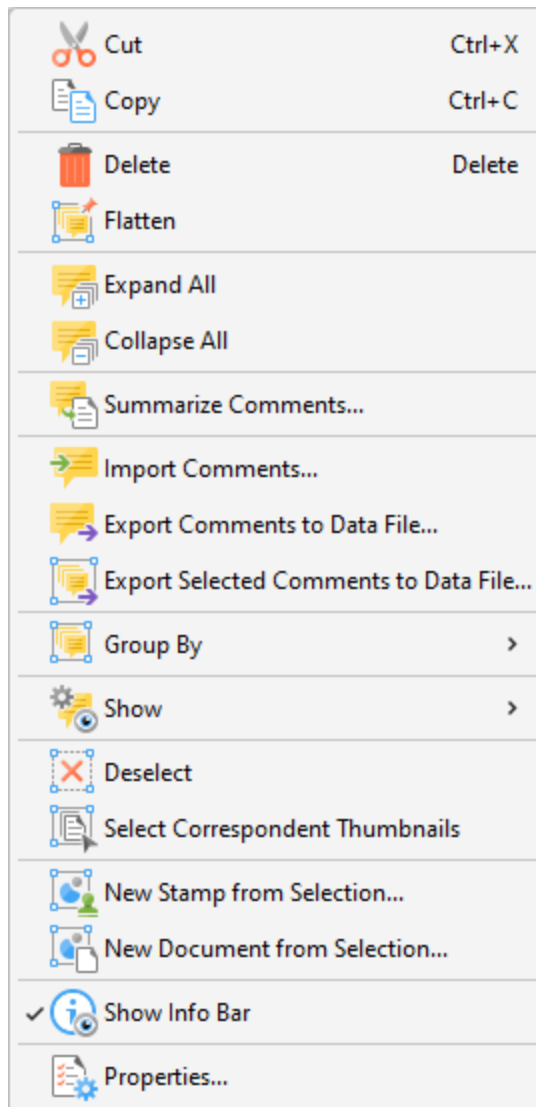 Cut Ctrl+X
Copy Ctrl+C
Delete Delete
Flatten
Expand All
Collapse All
Summarize Comments...
Import Comments...
Export Comments to Data File...
Export Selected Comments to Data File...
Group By
Show
Deselect
Select Correspondent Thumbnails
New Stamp from Selection...
New Document from Selection...
Show Info Bar
Properties...